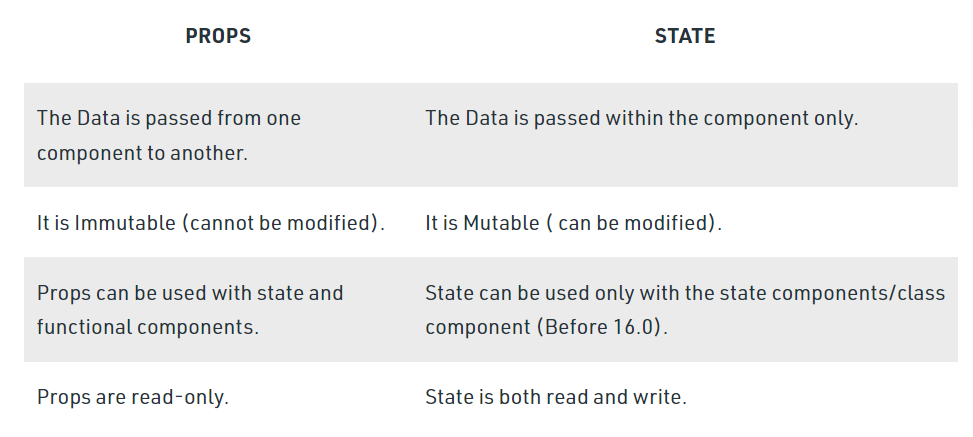 PROPS
STATE
The Data is passed from one
component to another.
The Data is passed within the component only.
It is Immutable (cannot be modified).
It is Mutable ( can be modified).
Props can be used with state and
functional components.
State can be used only with the state components/class
component (Before 16.0).
Props are read-only.
State is both read and write.